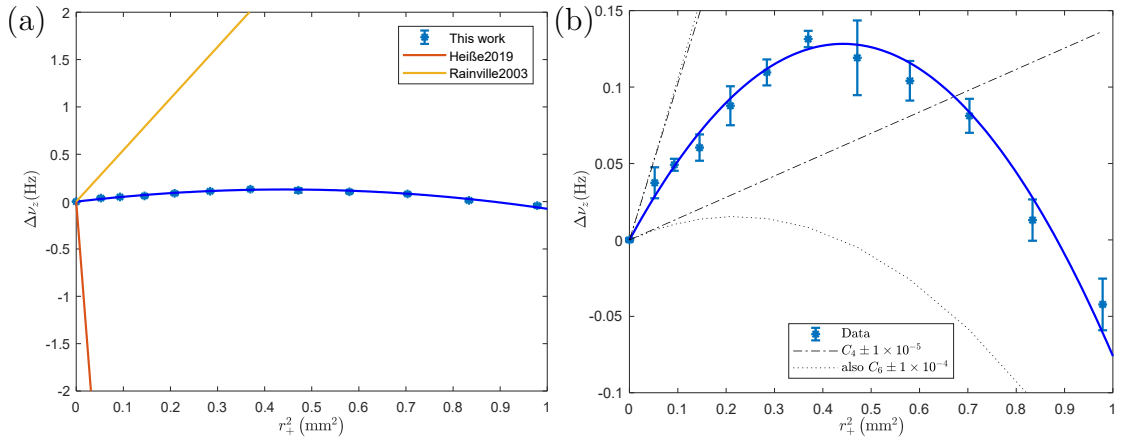 (a)
2
1.5
1
0.5
0
-0.5
-1
-1.5
-2
Δν_z(Hz)
0 0.1 0.2 0.3 0.4 0.5 0.6 0.7 0.8 0.9 1
r_+^2 (mm^2)
This work
Heiße2019
Rainville2003
(b)
0.15
0.1
0.05
0
-0.05
-0.1
Δν_z(Hz)
0 0.1 0.2 0.3 0.4 0.5 0.6 0.7 0.8 0.9 1
r_+^2 (mm^2)
Data
C_4 ± 1 × 10^{-5}
also C_6 ± 1 × 10^{-4}